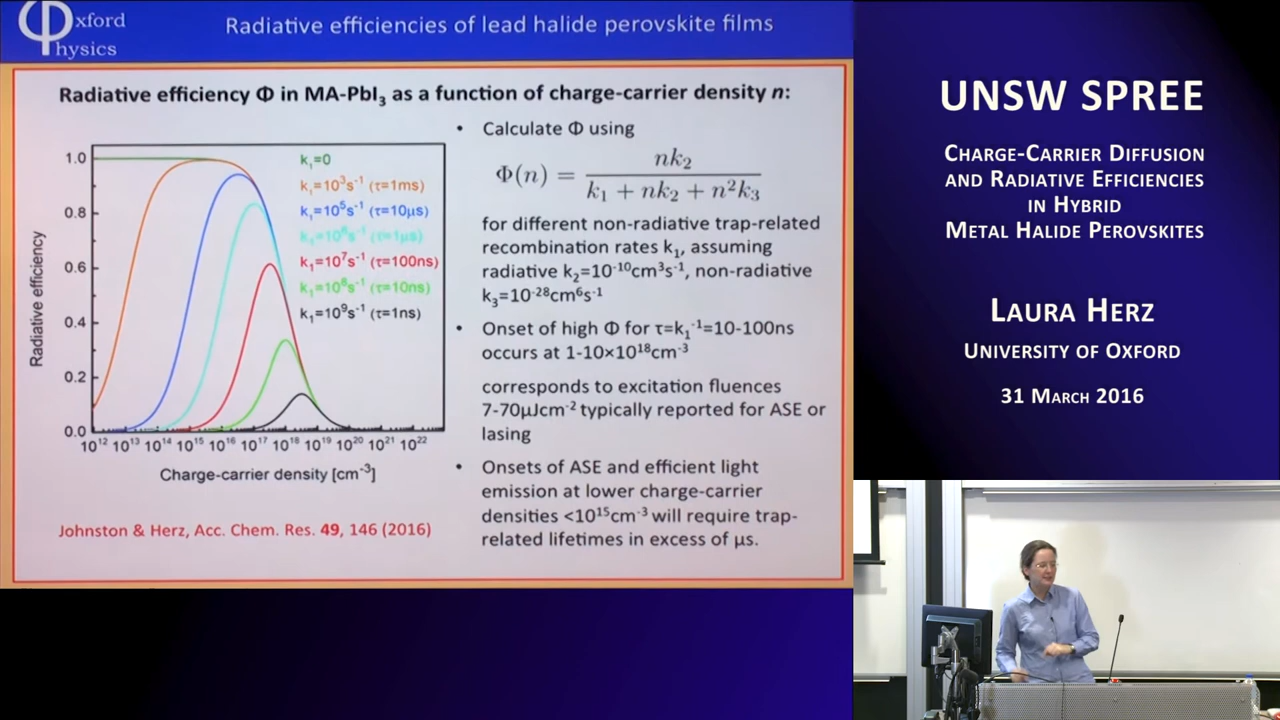 Oxford
Physics
Radiative efficiencies of lead halide perovskite films
Radiative efficiency Φ in MA-PbI₃ as a function of charge-carrier density n:
1.0
0.8
0.6
0.4
0.2
0.0
Radiative efficiency
k₁=0
k₁=10³s⁻¹ (τ=1ms)
k₁=10⁵s⁻¹ (τ=10μs)
k₁=10⁶s⁻¹ (τ=1μs)
k₁=10⁷s⁻¹ (τ=100ns)
k₁=10⁸s⁻¹ (τ=10ns)
k₁=10⁹s⁻¹ (τ=1ns)
10¹² 10¹³ 10¹⁴ 10¹⁵ 10¹⁶ 10¹⁷ 10¹⁸ 10¹⁹ 10²⁰ 10²¹ 10²²
Charge-carrier density [cm⁻³]
Johnston & Herz, Acc. Chem. Res. 49, 146 (2016)
• Calculate Φ using
Φ(n) = nk₂ / (k₁ + nk₂ + n²k₃)
for different non-radiative trap-related
recombination rates k₁, assuming
radiative k₂=10⁻¹⁰cm³s⁻¹, non-radiative
k₃=10⁻²⁸cm⁶s⁻¹
• Onset of high Φ for τ=k₁⁻¹=10-100ns
occurs at 1-10×10¹⁸cm⁻³
corresponds to excitation fluences
7-70μJcm⁻² typically reported for ASE or
lasing
• Onsets of ASE and efficient light
emission at lower charge-carrier
densities <10¹⁵cm⁻³ will require trap-
related lifetimes in excess of μs.
UNSW SPREE
Charge-Carrier Diffusion
and Radiative Efficiencies
in Hybrid
Metal Halide Perovskites
Laura Herz
University of Oxford
31 March 2016